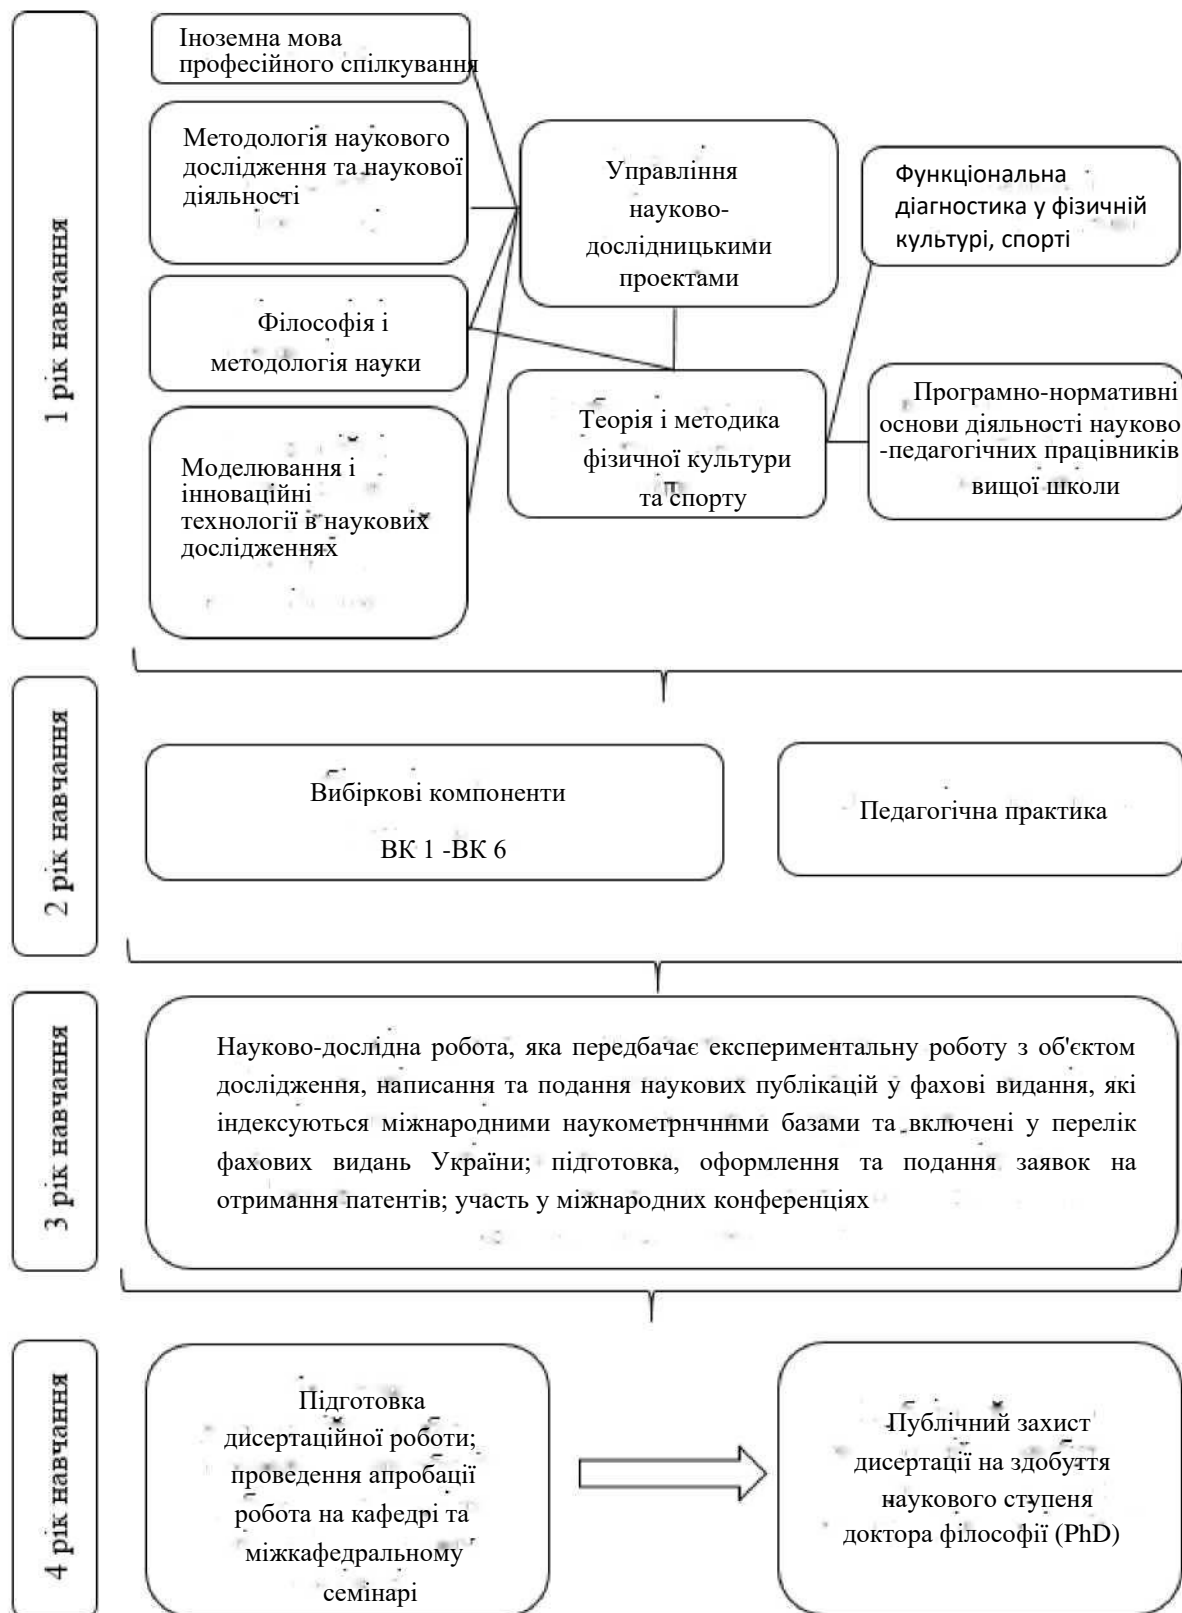 1 рік навчання
Іноземна мова
професійного спілкування
Методологія наукового
дослідження та наукової
діяльності
Філософія і
методологія науки
Моделювання і
інноваційні
технології в наукових
дослідженнях
Управління
науково-
дослідницькими
проектами
Теорія і методика
фізичної культури
та спорту
Функціональна
діагностика у фізичній
культурі, спорті
Програмно-нормативні
основи діяльності науково
-педагогічних працівників
вищої школи
2 рік навчання
Вибіркові компоненти
ВК 1 -ВК 6
Педагогічна практика
3 рік навчання
Науково-дослідна робота, яка передбачає експериментальну роботу з об'єктом
дослідження, написання та подання наукових публікацій у фахові видання, які
індексуються міжнародними наукометрнчннми базами та включені у перелік
фахових видань України; підготовка, оформлення та подання заявок на
отримання патентів; участь у міжнародних конференціях
4 рік навчання
Підготовка
дисертаційної роботи;
проведення апробації
робота на кафедрі та
міжкафедральному
семінарі
Публічний захист
дисертації на здобуття
наукового ступеня
доктора філософії (PhD)